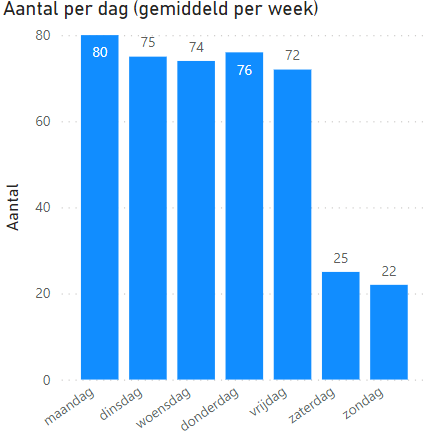 Aantal per dag (gemiddeld per week)
80
60
40
20
0
Aantal
80
75
74
76
72
25
22
maandag
dinsdag
woensdag
donderdag
vrijdag
zaterdag
zondag